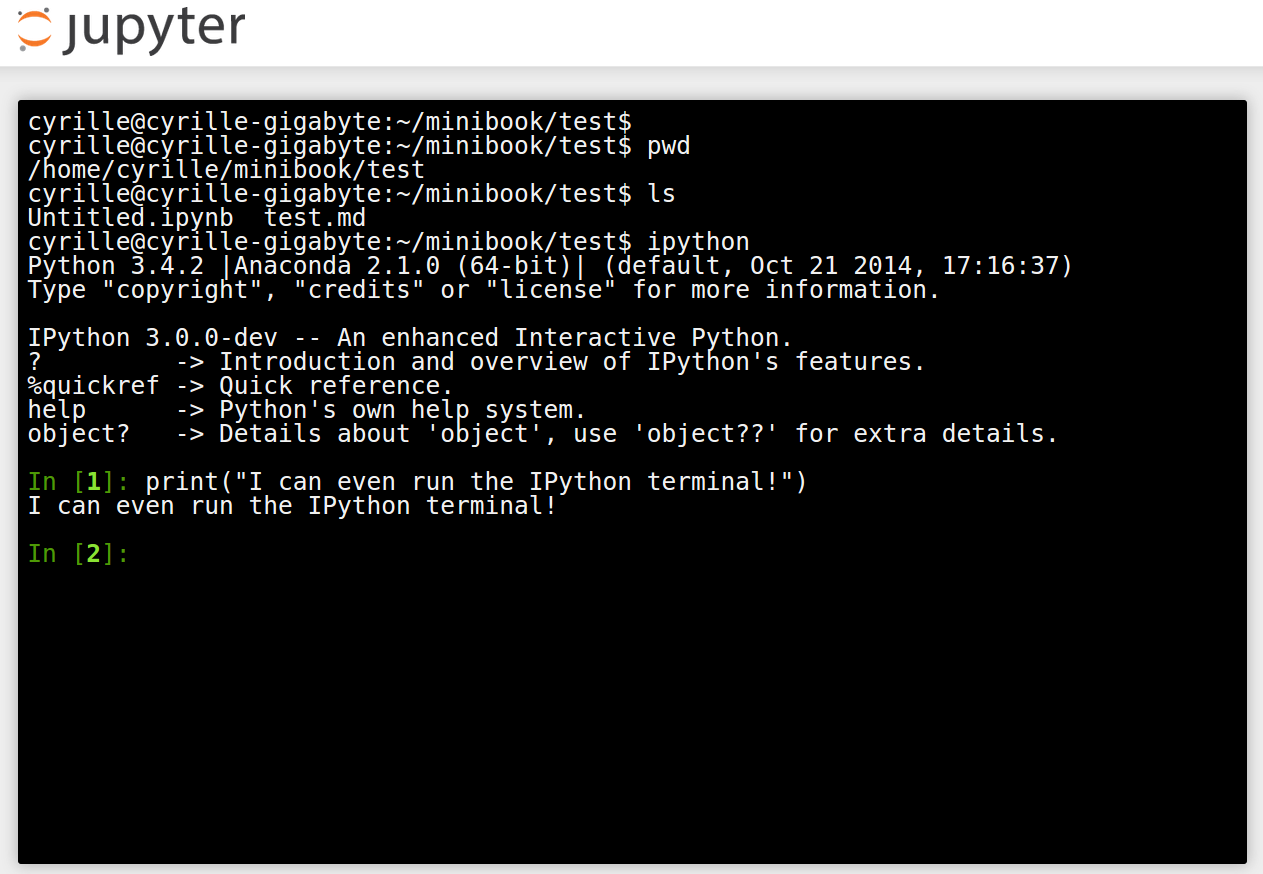 jupyter
cyrille@cyrille-gigabyte:~/minibook/test$
cyrille@cyrille-gigabyte:~/minibook/test$ pwd
/home/cyrille/minibook/test
cyrille@cyrille-gigabyte:~/minibook/test$ ls
Untitled.ipynb  test.md
cyrille@cyrille-gigabyte:~/minibook/test$ ipython
Python 3.4.2 |Anaconda 2.1.0 (64-bit)| (default, Oct 21 2014, 17:16:37)
Type "copyright", "credits" or "license" for more information.
IPython 3.0.0-dev -- An enhanced Interactive Python.
?         -> Introduction and overview of IPython's features.
%quickref -> Quick reference.
help      -> Python's own help system.
object?   -> Details about 'object', use 'object??' for extra details.
In [1]: print("I can even run the IPython terminal!")
I can even run the IPython terminal!
In [2]: